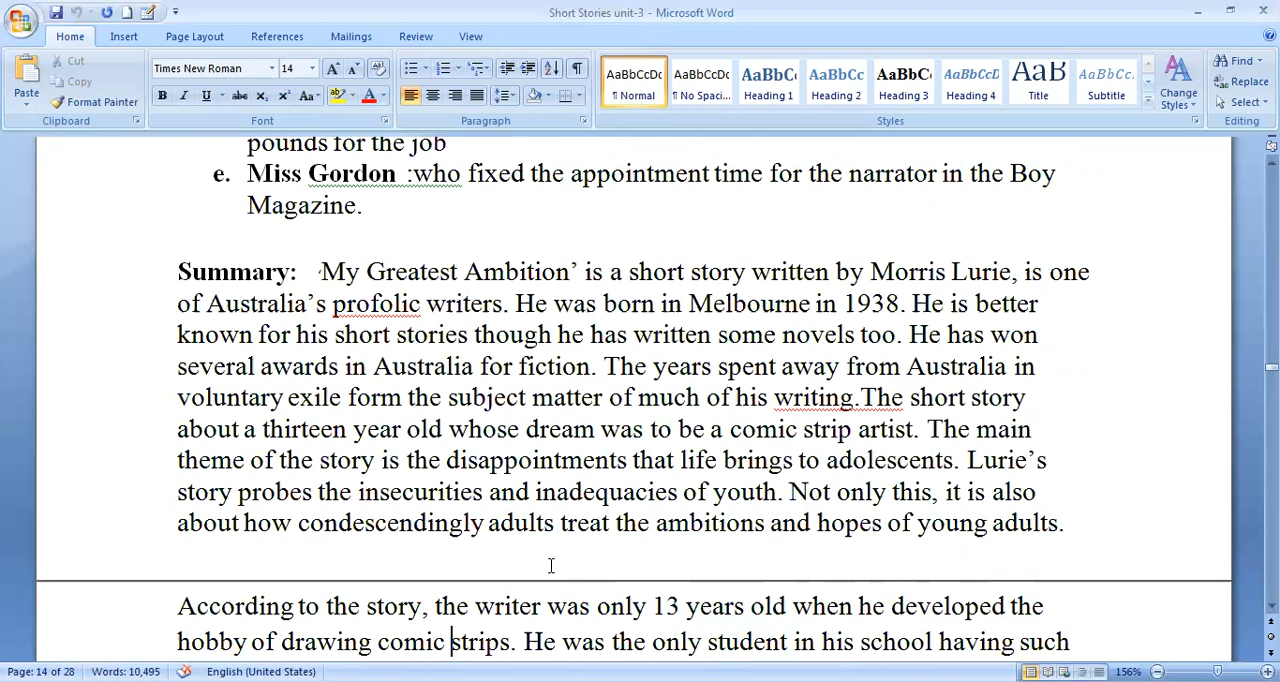 Short Stories unit-3 - Microsoft Word
Home Insert Page Layout References Mailings Review View
Cut
Copy
Format Painter
Paste
Clipboard
Times New Roman 14
Font
Paragraph
AaBbCcDc AaBbCcDc AaBbC( AaBbCc AaBbC( AaBbCcD AaB AaBbCc.
¶ Normal ¶ No Spaci... Heading 1 Heading 2 Heading 3 Heading 4 Title Subtitle
Change Styles
Styles
Find
Replace
Select
Editing
pounds for the job
e. Miss Gordon :who fixed the appointment time for the narrator in the Boy
Magazine.
Summary: ‘My Greatest Ambition’ is a short story written by Morris Lurie, is one
of Australia’s profolic writers. He was born in Melbourne in 1938. He is better
known for his short stories though he has written some novels too. He has won
several awards in Australia for fiction. The years spent away from Australia in
voluntary exile form the subject matter of much of his writing.The short story
about a thirteen year old whose dream was to be a comic strip artist. The main
theme of the story is the disappointments that life brings to adolescents. Lurie’s
story probes the insecurities and inadequacies of youth. Not only this, it is also
about how condescendingly adults treat the ambitions and hopes of young adults.
According to the story, the writer was only 13 years old when he developed the
hobby of drawing comic strips. He was the only student in his school having such
Page: 14 of 28 Words: 10,495 English (United States) 156%